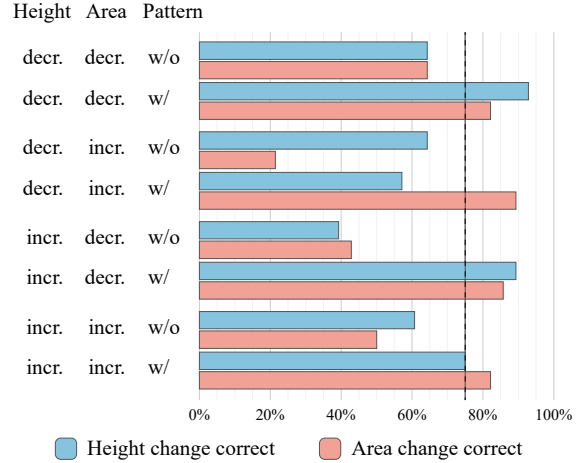 Height Area Pattern
decr. decr. w/o
decr. decr. w/
decr. incr. w/o
decr. incr. w/
incr. decr. w/o
incr. decr. w/
incr. incr. w/o
incr. incr. w/
0% 20% 40% 60% 80% 100%
Height change correct Area change correct